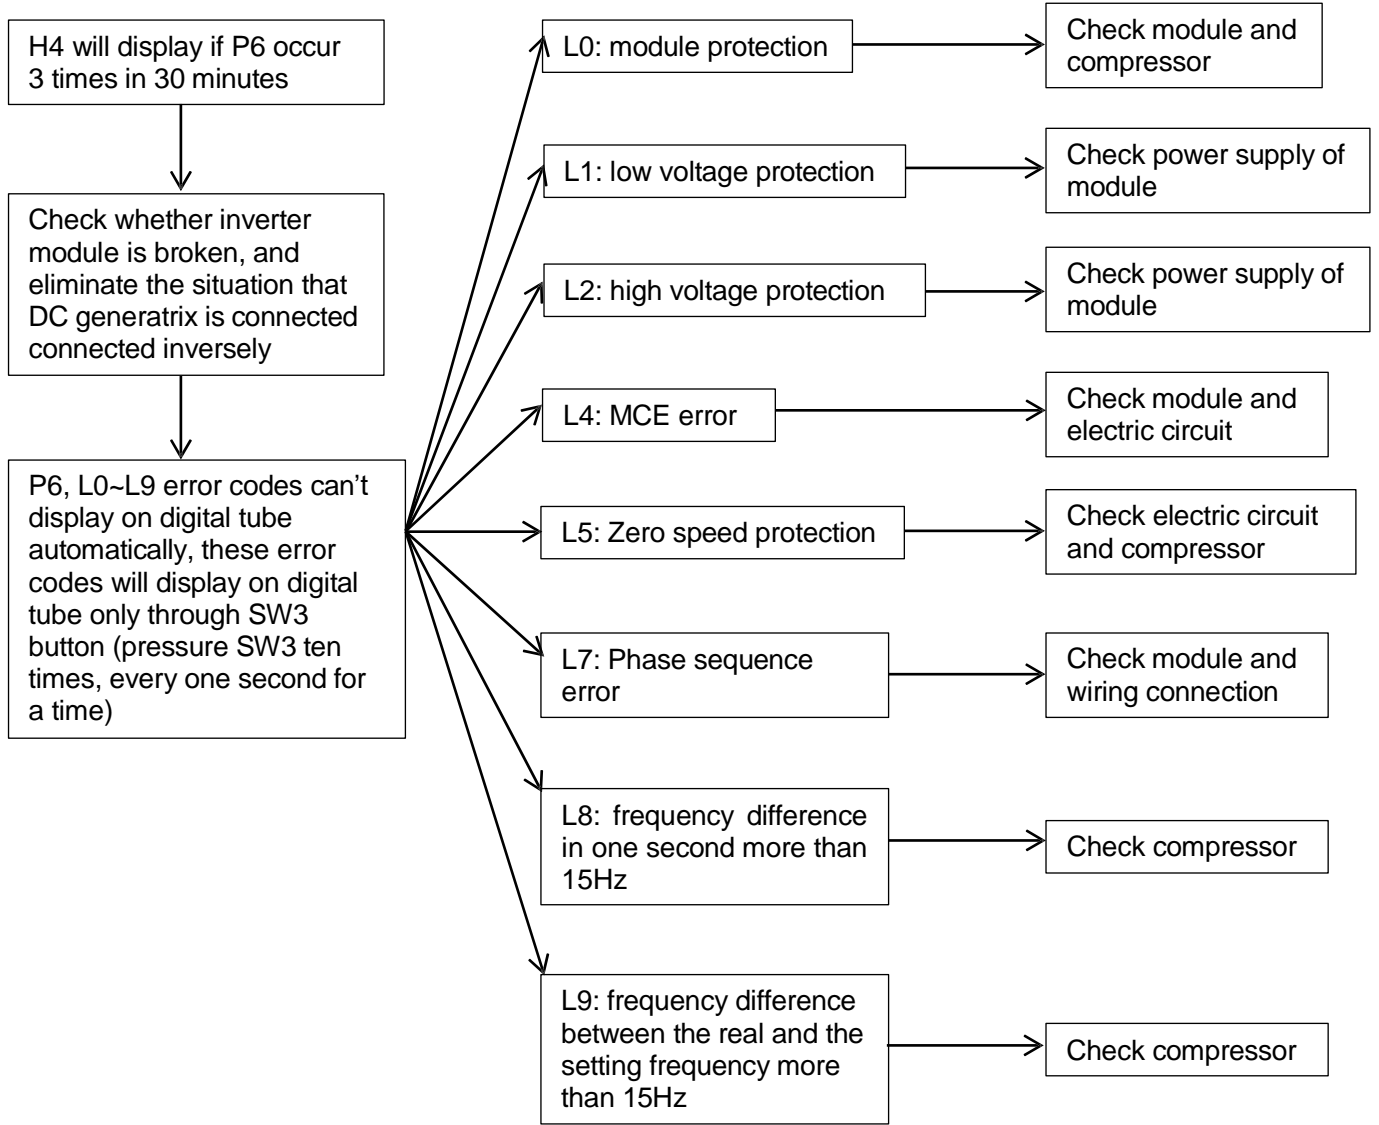 H4 will display if P6 occur
3 times in 30 minutes
Check whether inverter
module is broken, and
eliminate the situation that
DC generatrix is connected
connected inversely
P6, L0~L9 error codes can't
display on digital tube
automatically, these error
codes will display on digital
tube only through SW3
button (pressure SW3 ten
times, every one second for
a time)
L0: module protection
Check module and
compressor
L1: low voltage protection
Check power supply of
module
L2: high voltage protection
Check power supply of
module
L4: MCE error
Check module and
electric circuit
L5: Zero speed protection
Check electric circuit
and compressor
L7: Phase sequence
error
Check module and
wiring connection
L8: frequency difference
in one second more than
15Hz
Check compressor
L9: frequency difference
between the real and the
setting frequency more
than 15Hz
Check compressor